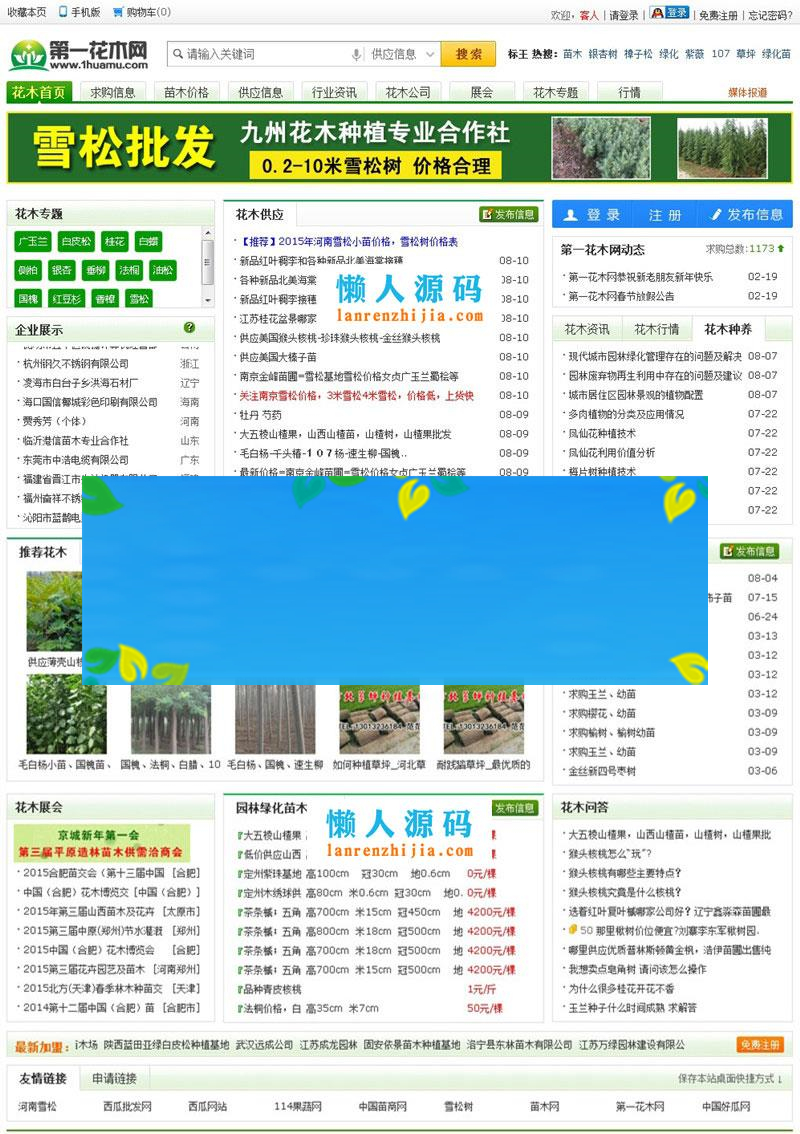 收藏本页 手机版 购物车(0) 欢迎, 客人 | 请登录 | 登录 | 免费注册 | 忘记密码?
第一花木网
www.1huamu.com
请输入关键词 供应信息 搜索 标王 热搜: 苗木 银杏树 樟子松 绿化 紫薇 107 草坪 绿化苗
花木首页 求购信息 苗木价格 供应信息 行业资讯 花木公司 展会 花木专题 行情 媒体报道
雪松批发 九州花木种植专业合作社
0.2-10米雪松树 价格合理
花木专题
广玉兰 白皮松 桂花 白蜡
侧柏 银杏 垂柳 法桐 油松
国槐 红豆杉 香樟 雪松
企业展示
杭州钢久不锈钢有限公司 浙江
凌海市白台子乡洪海石材厂 辽宁
海口国信椰城彩色印刷有限公司 海南
贾秀芳（个体） 河南
临沂港信苗木专业合作社 山东
东莞市中浩电缆有限公司 广东
福建省晋江市
福州奋祥不锈
沁阳市蓝鹊电
花木供应 发布信息
【推荐】2015年河南雪松小苗价格，雪松树价格表
新品红叶稠李和各种新品北美海棠 08-10
各种新品北美海棠 08-10
新品红叶稠李接穗 08-10
江苏桂花盆景哪家 08-10
供应美国猴头核桃-珍珠猴头核桃-金丝猴头核桃 08-10
供应美国大榛子苗 08-10
南京金峰苗圃=雪松基地雪松价格女贞广玉兰蜀桧等 08-10
关注南京雪松价格，3米雪松4米雪松，价格低，上货快 08-10
牡丹 芍药 08-09
大五棱山楂果，山西山楂苗，山楂树，山楂果批发 08-09
毛白杨-千头椿-107杨-速生柳-国槐.. 08-09
最新价格=南京金峰苗圃=雪松价格女贞广玉兰蜀桧等 08-09
懒人源码
lanrenzhijia.com
登录 注册 发布信息
第一花木网动态 求购总数:1173
第一花木网恭祝新老朋友新年快乐 02-19
第一花木网春节放假公告 02-19
花木资讯 花木行情 花木种养
现代城市园林绿化管理存在的问题及解决 08-07
园林废弃物再生利用中存在的问题及建议 08-07
城市居住区园林景观的植物配置 08-07
多肉植物的分类及应用情况 07-22
凤仙花种植技术 07-22
凤仙花利用价值分析 07-22
梅片树种植技术 07-22
07-22
07-22
推荐花木
供应薄壳山核
毛白杨小苗、国槐苗、 国槐、法桐、白腊、10 毛白杨、国槐、速生柳 如何种植草坪_河北草 耐践踏草坪_最优质的
发布信息
08-04
07-15
06-24
03-13
03-12
03-12
求购玉兰、幼苗 03-12
求购樱花、幼苗 03-09
求购榆树、榆树幼苗 03-09
求购玉兰、幼苗 03-09
金丝新四号枣树 03-06
花木展会
京城新年第一会
第三届平原造林苗木供需洽商会
2015合肥苗交会（第十三届中国 [合肥]
中国（合肥）花木博览交 [中国（合肥）]
2015年第三届山西苗木及花卉 [太原市]
2015第三届中原(郑州)节水灌溉 [郑州]
2015中国（合肥）花木博览会 [合肥]
2015第三届花卉园艺及苗木 [河南郑州]
2015北方(天津)春季林木种苗交 [天津]
2014第十二届中国（合肥）苗 [合肥市]
园林绿化苗木 发布信息
大五棱山楂果
低价供应山西
懒人源码
lanrenzhijia.com
定州紫珠基地 高100cm 冠30cm 地0.6cm 0元/棵
定州木绣球供 高80cm 米0.6cm 冠30cm 地0. 0元/棵
茶条槭：五角 高700cm 米15cm 冠450cm 地 4200元/棵
茶条槭：五角 高800cm 米18cm 冠500cm 地 4200元/棵
茶条槭：五角 高700cm 米18cm 冠500cm 地 4200元/棵
茶条槭：五角 高700cm 米15cm 冠500cm 地 4200元/棵
品种青皮核桃 1元/斤
法桐价格，白 高35cm 米7cm 50元/棵
花木问答
大五棱山楂果，山西山楂苗，山楂树，山楂果批
猴头核桃怎么"玩"?
猴头核桃有哪些主要特点?
猴头核桃究竟是什么核桃?
选着红叶复叶槭哪家公司好? 辽宁鑫淼森苗圃最
50 那里楸树价位便宜?刘寨李东军楸树园.
哪里供应优质普林斯顿黄金枫，浩伊苗圃出售纯
我想卖点皂角树 请问该怎么操作
为什么很多桂花开花不香
玉兰种子什么时间成熟 求解答
最新加盟: 木场 陕西蓝田亚绿白皮松种植基地 武汉远成公司 江苏成龙园林 固安依景苗木种植基地 洛宁县东林苗木有限公司 江苏万绿园林建设有限公 免费注册
友情链接 申请链接 保存本站桌面快捷方式↓
河南雪松 西瓜批发网 西瓜网站 114果蔬网 中国苗商网 雪松树 苗木网 第一花木网 中国好瓜网